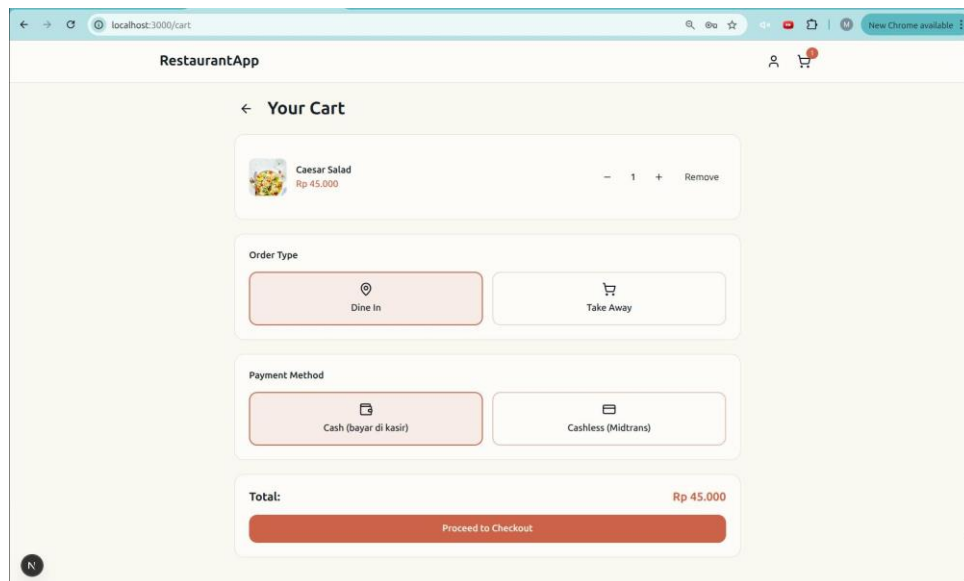 localhost:3000/cart
M
New Chrome available
RestaurantApp
1
Your Cart
Caesar Salad
Rp 45.000
− 1 + Remove
Order Type
Dine In
Take Away
Payment Method
Cash (bayar di kasir)
Cashless (Midtrans)
Total:
Rp 45.000
Proceed to Checkout
N